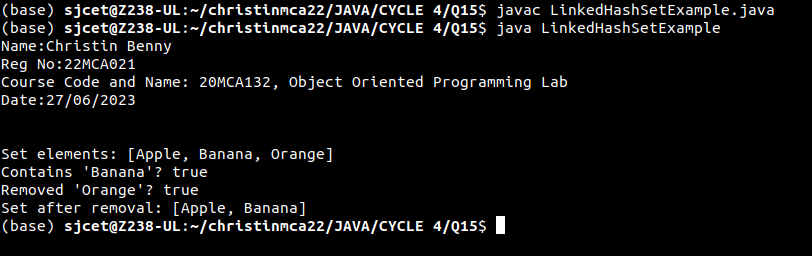 (base) sjcet@Z238-UL:~/christinmca22/JAVA/CYCLE 4/Q15$ javac LinkedHashSetExample.java
(base) sjcet@Z238-UL:~/christinmca22/JAVA/CYCLE 4/Q15$ java LinkedHashSetExample
Name:Christin Benny
Reg No:22MCA021
Course Code and Name: 20MCA132, Object Oriented Programming Lab
Date:27/06/2023
Set elements: [Apple, Banana, Orange]
Contains 'Banana'? true
Removed 'Orange'? true
Set after removal: [Apple, Banana]
(base) sjcet@Z238-UL:~/christinmca22/JAVA/CYCLE 4/Q15$